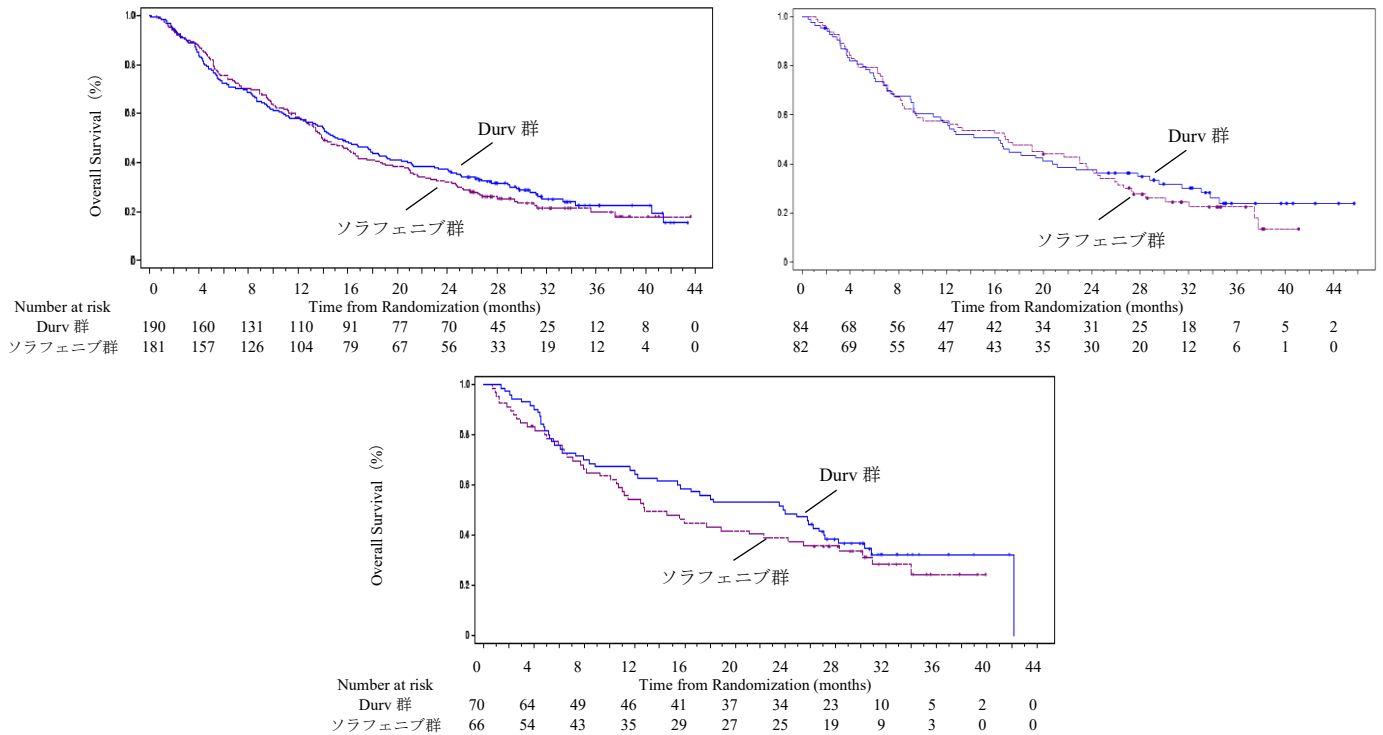 1.0
0.8
0.6
0.4
0.2
0
Overall Survival (%)
Durv 群
ソラフェニブ群
0 4 8 12 16 20 24 28 32 36 40 44
Number at risk
Time from Randomization (months)
Durv 群 190 160 131 110 91 77 70 45 25 12 8 0
ソラフェニブ群 181 157 126 104 79 67 56 33 19 12 4 0
1.0
0.8
0.6
0.4
0.2
0
Durv 群
ソラフェニブ群
0 4 8 12 16 20 24 28 32 36 40 44
Time from Randomization (months)
84 68 56 47 42 34 31 25 18 7 5 2
82 69 55 47 43 35 30 20 12 6 1 0
1.0
0.8
0.6
0.4
0.2
0
Overall Survival (%)
Durv 群
ソラフェニブ群
0 4 8 12 16 20 24 28 32 36 40 44
Number at risk
Time from Randomization (months)
Durv 群 70 64 49 46 41 37 34 23 10 5 2 0
ソラフェニブ群 66 54 43 35 29 27 25 19 9 3 0 0